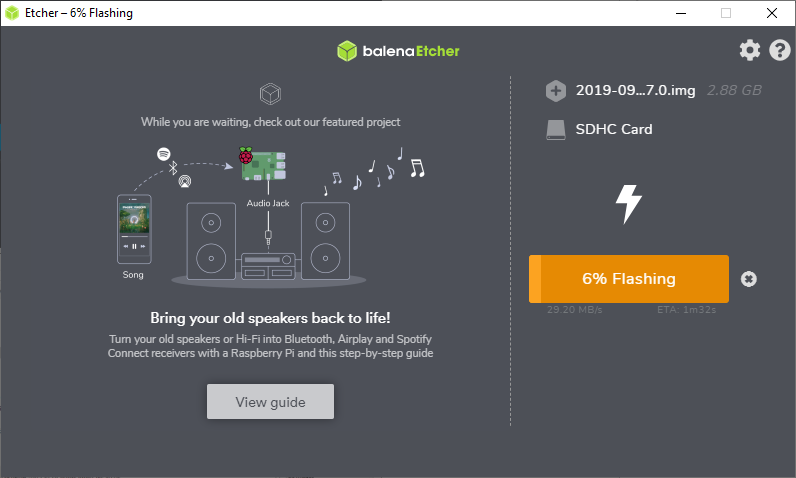 Etcher – 6% Flashing
balenaEtcher
While you are waiting, check out our featured project
Audio Jack
Song
Bring your old speakers back to life!
Turn your old speakers or Hi-Fi into Bluetooth, Airplay and Spotify
Connect receivers with a Raspberry Pi and this step-by-step guide
View guide
2019-09...7.0.img 2.88 GB
SDHC Card
6% Flashing
29.20 MB/s ETA: 1m32s